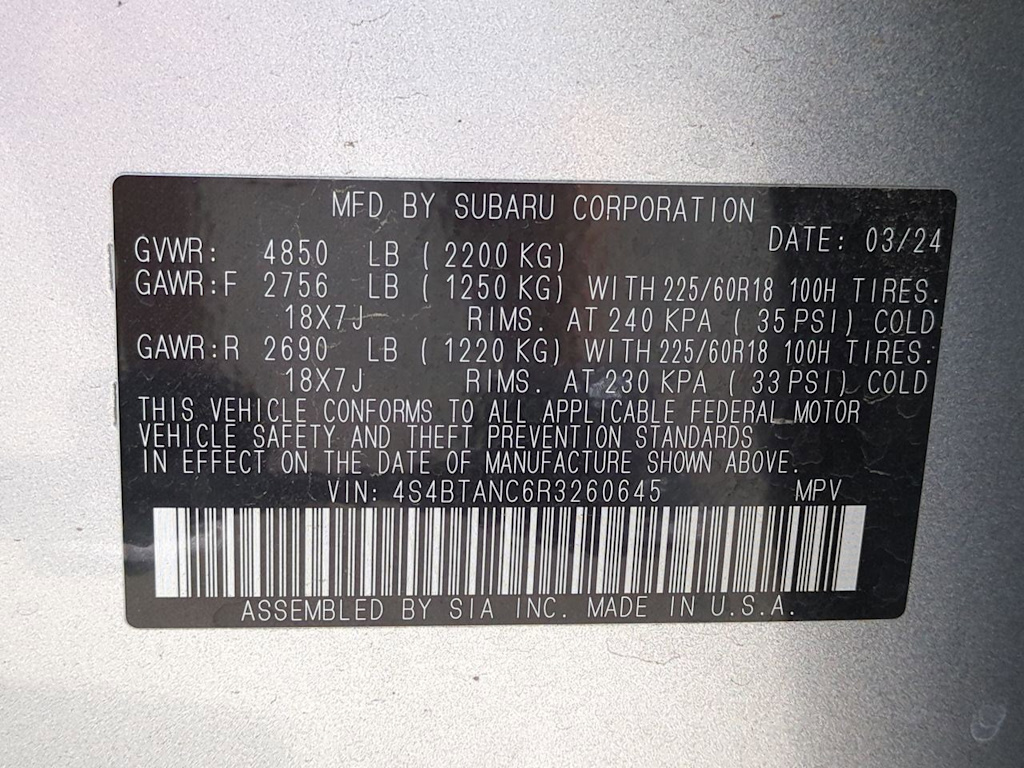 MFD BY SUBARU CORPORATION
DATE: 03/24
GVWR: 4850 LB (2200 KG)
GAWR:F 2756 LB (1250 KG) WITH 225/60R18 100H TIRES.
18X7J RIMS. AT 240 KPA (35 PSI) COLD
GAWR:R 2690 LB (1220 KG) WITH 225/60R18 100H TIRES.
18X7J RIMS. AT 230 KPA (33 PSI) COLD
THIS VEHICLE CONFORMS TO ALL APPLICABLE FEDERAL MOTOR
VEHICLE SAFETY AND THEFT PREVENTION STANDARDS
IN EFFECT ON THE DATE OF MANUFACTURE SHOWN ABOVE.
VIN: 4S4BTANC6R3260645 MPV
ASSEMBLED BY SIA INC. MADE IN U.S.A.